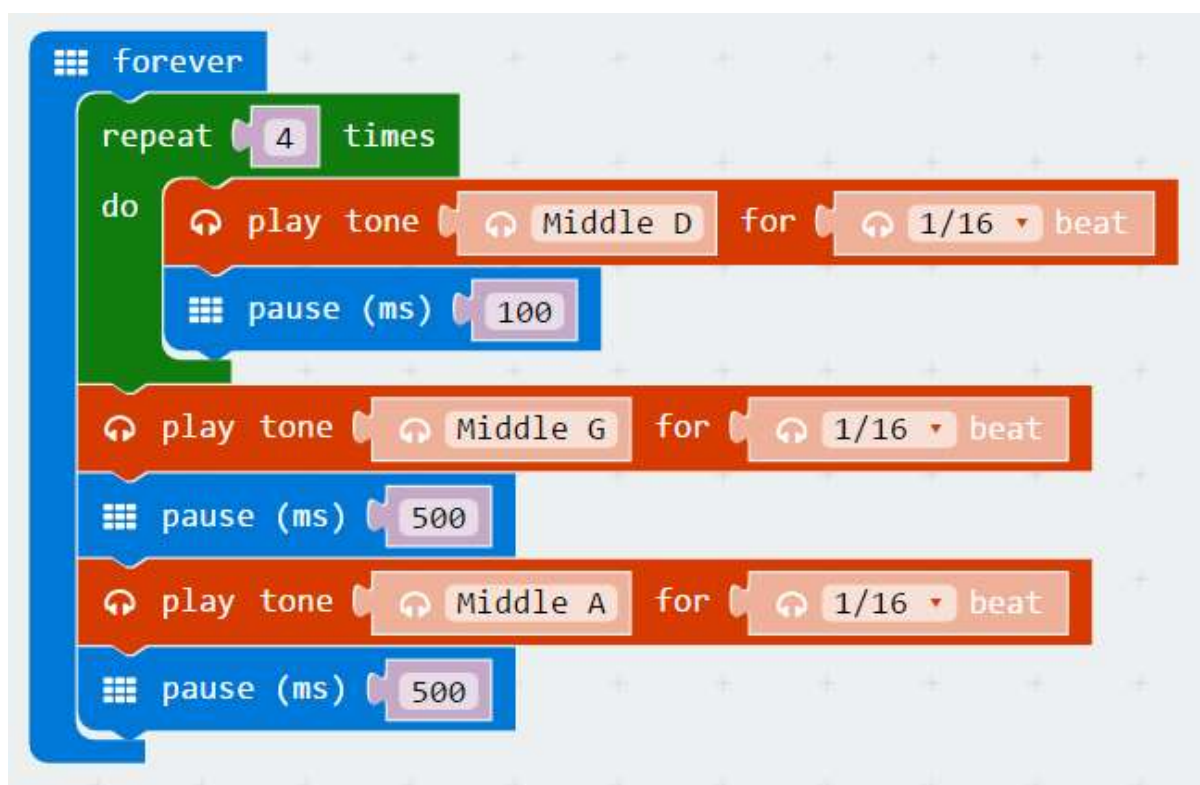 forever
repeat 4 times
do play tone Middle D for 1/16 beat
pause (ms) 100
play tone Middle G for 1/16 beat
pause (ms) 500
play tone Middle A for 1/16 beat
pause (ms) 500